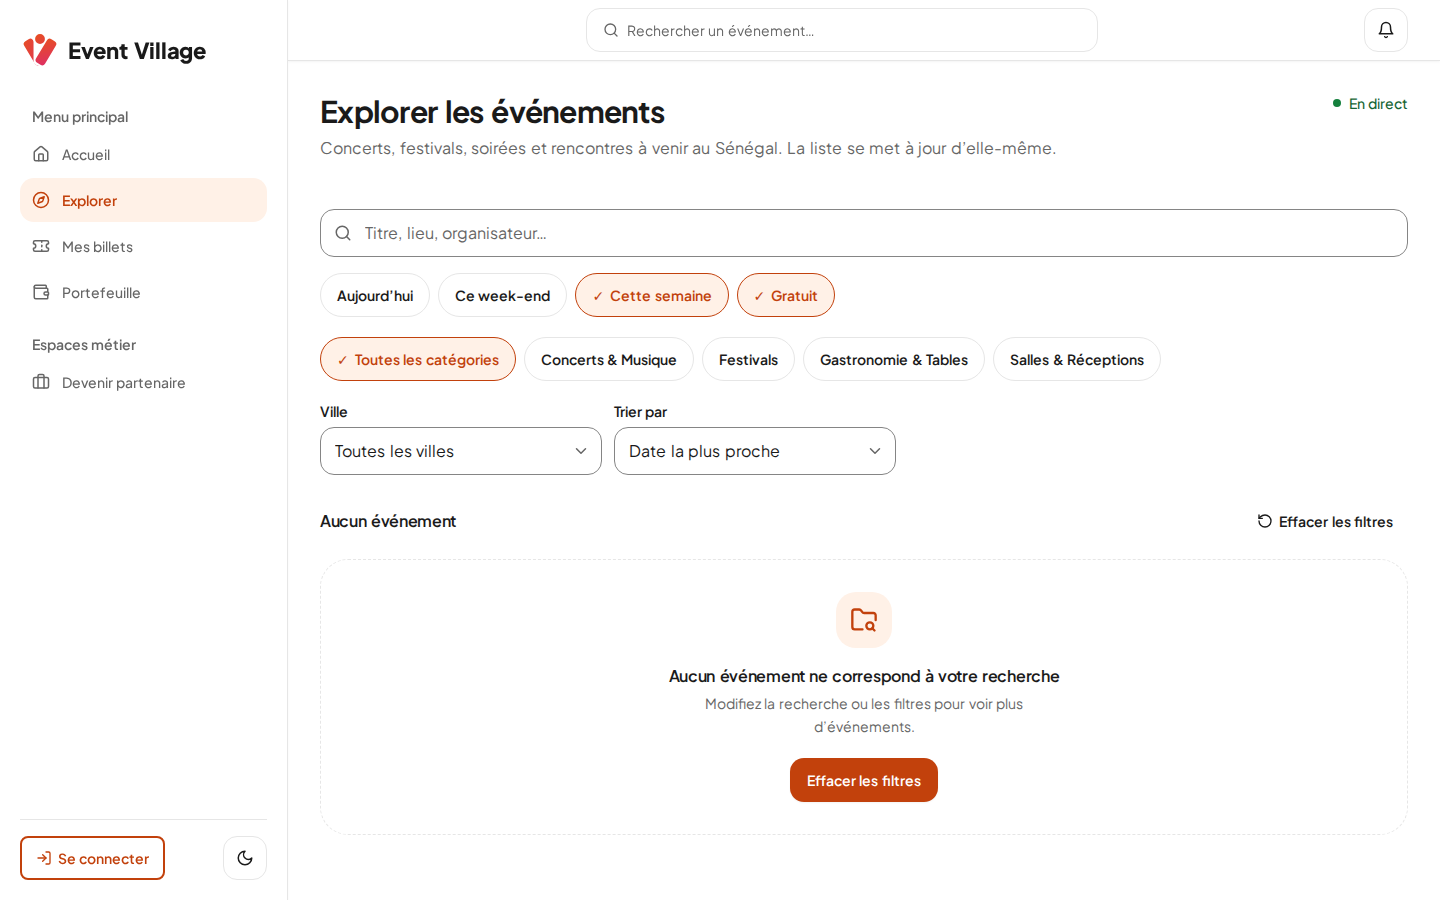 Event Village
Rechercher un événement…
Menu principal
Accueil
Explorer
Mes billets
Portefeuille
Espaces métier
Devenir partenaire
Se connecter
Explorer les événements
En direct
Concerts, festivals, soirées et rencontres à venir au Sénégal. La liste se met à jour d’elle-même.
Titre, lieu, organisateur…
Aujourd’hui
Ce week-end
✓ Cette semaine
✓ Gratuit
✓ Toutes les catégories
Concerts & Musique
Festivals
Gastronomie & Tables
Salles & Réceptions
Ville
Trier par
Toutes les villes
Date la plus proche
Aucun événement
Effacer les filtres
Aucun événement ne correspond à votre recherche
Modifiez la recherche ou les filtres pour voir plus
d’événements.
Effacer les filtres